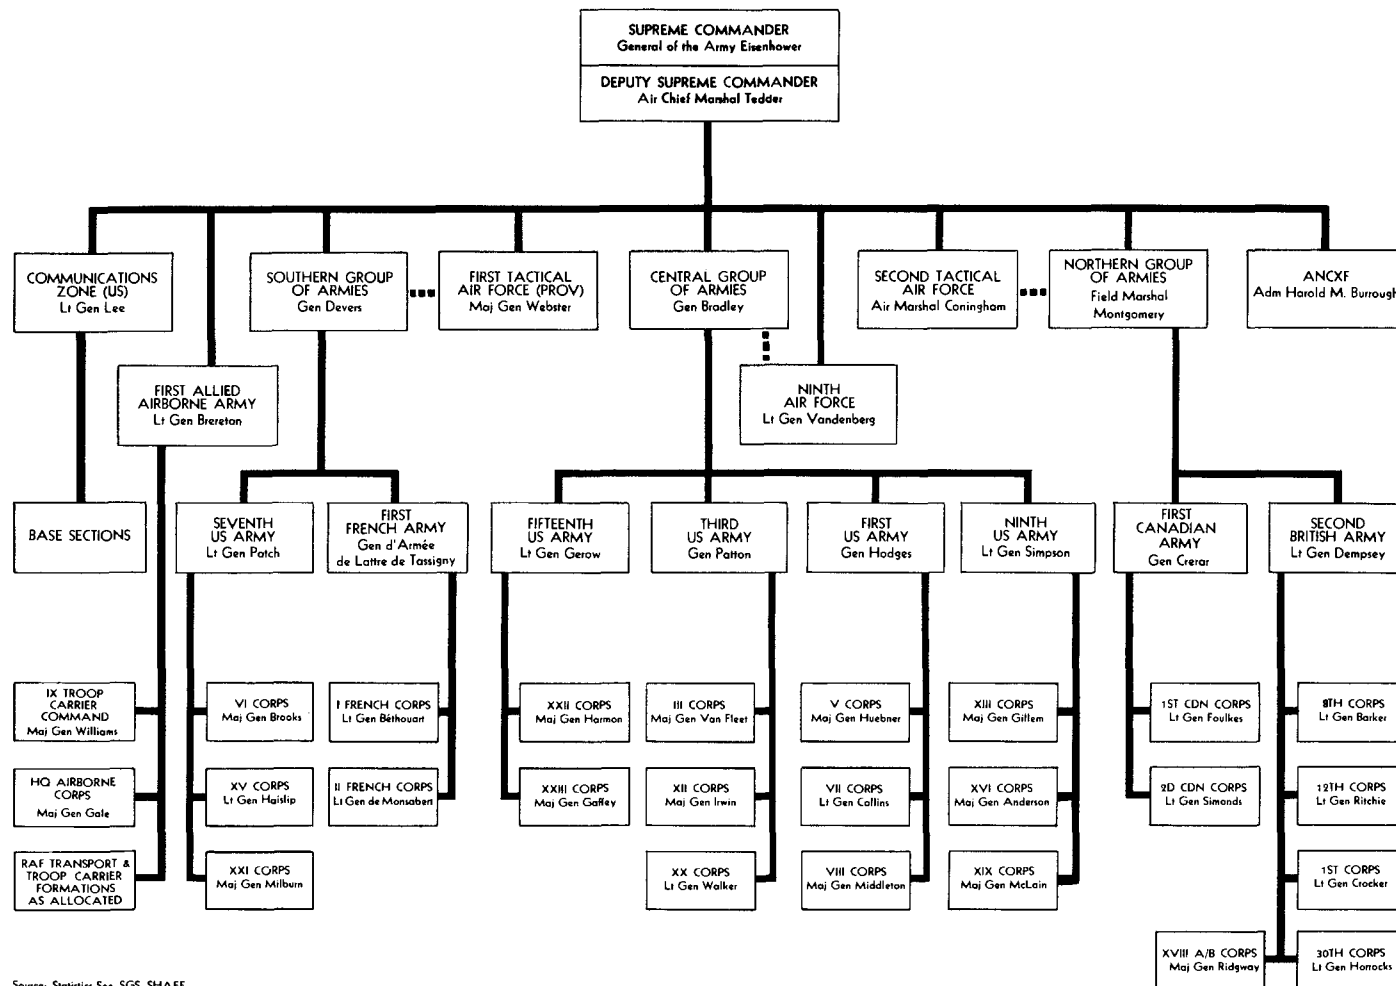 SUPREME COMMANDER
General of the Army Eisenhower
DEPUTY SUPREME COMMANDER
Air Chief Marshal Tedder
COMMUNICATIONS
ZONE (US)
Lt Gen Lee
SOUTHERN GROUP
OF ARMIES
Gen Devers
FIRST TACTICAL
AIR FORCE (PROV)
Maj Gen Webster
CENTRAL GROUP
OF ARMIES
Gen Bradley
SECOND TACTICAL
AIR FORCE
Air Marshal Coningham
NORTHERN GROUP
OF ARMIES
Field Marshal
Montgomery
ANCXF
Adm Harold M. Burrough
FIRST ALLIED
AIRBORNE ARMY
Lt Gen Brereton
NINTH
AIR FORCE
Lt Gen Vandenberg
BASE SECTIONS
SEVENTH
US ARMY
Lt Gen Patch
FIRST
FRENCH ARMY
Gen d'Armée
de Lattre de Tassigny
FIFTEENTH
US ARMY
Lt Gen Gerow
THIRD
US ARMY
Gen Patton
FIRST
US ARMY
Gen Hodges
NINTH
US ARMY
Lt Gen Simpson
FIRST
CANADIAN
ARMY
Gen Crerar
SECOND
BRITISH ARMY
Lt Gen Dempsey
IX TROOP
CARRIER
COMMAND
Maj Gen Williams
VI CORPS
Maj Gen Brooks
I FRENCH CORPS
Lt Gen Béthouart
XXII CORPS
Maj Gen Harmon
III CORPS
Maj Gen Van Fleet
V CORPS
Maj Gen Huebner
XIII CORPS
Maj Gen Gillem
1ST CDN CORPS
Lt Gen Foulkes
8TH CORPS
Lt Gen Barker
HQ AIRBORNE
CORPS
Maj Gen Gale
XV CORPS
Lt Gen Haislip
II FRENCH CORPS
Lt Gen de Monsabert
XXIII CORPS
Maj Gen Gaffey
XII CORPS
Maj Gen Irwin
VII CORPS
Lt Gen Collins
XVI CORPS
Maj Gen Anderson
2D CDN CORPS
Lt Gen Simonds
12TH CORPS
Lt Gen Ritchie
RAF TRANSPORT &
TROOP CARRIER
FORMATIONS
AS ALLOCATED
XXI CORPS
Maj Gen Milburn
XX CORPS
Lt Gen Walker
VIII CORPS
Maj Gen Middleton
XIX CORPS
Maj Gen McLain
1ST CORPS
Lt Gen Crocker
XVIII A/B CORPS
Maj Gen Ridgway
30TH CORPS
Lt Gen Horrocks
Source: Statistics Sec, SGS, SHAEF